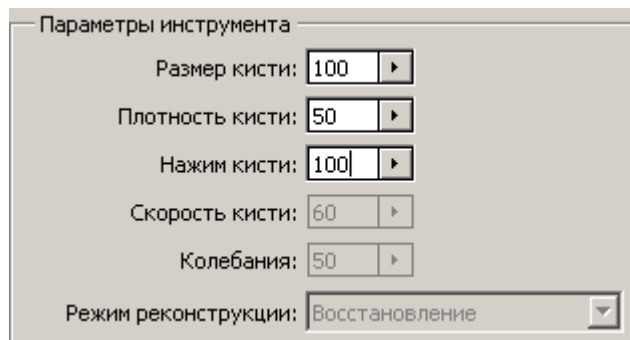 Параметры инструмента
Размер кисти: 100
Плотность кисти: 50
Нажим кисти: 100
Скорость кисти: 60
Колебания: 50
Режим реконструкции: Восстановление